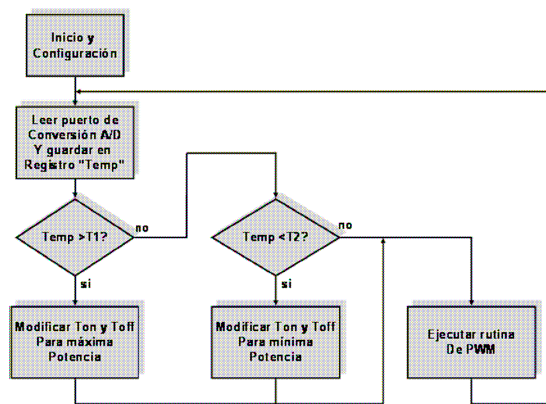 Inicio y
Configuración
Leer puerto de
Conversión A/D
Y guardar en
Registro "Temp"
Temp >T1?
no
si
Temp <T2?
no
si
Modificar Ton y Toff
Para máxima
Potencia
Modificar Ton y Toff
Para mínima
Potencia
Ejecutar rutina
De PWM